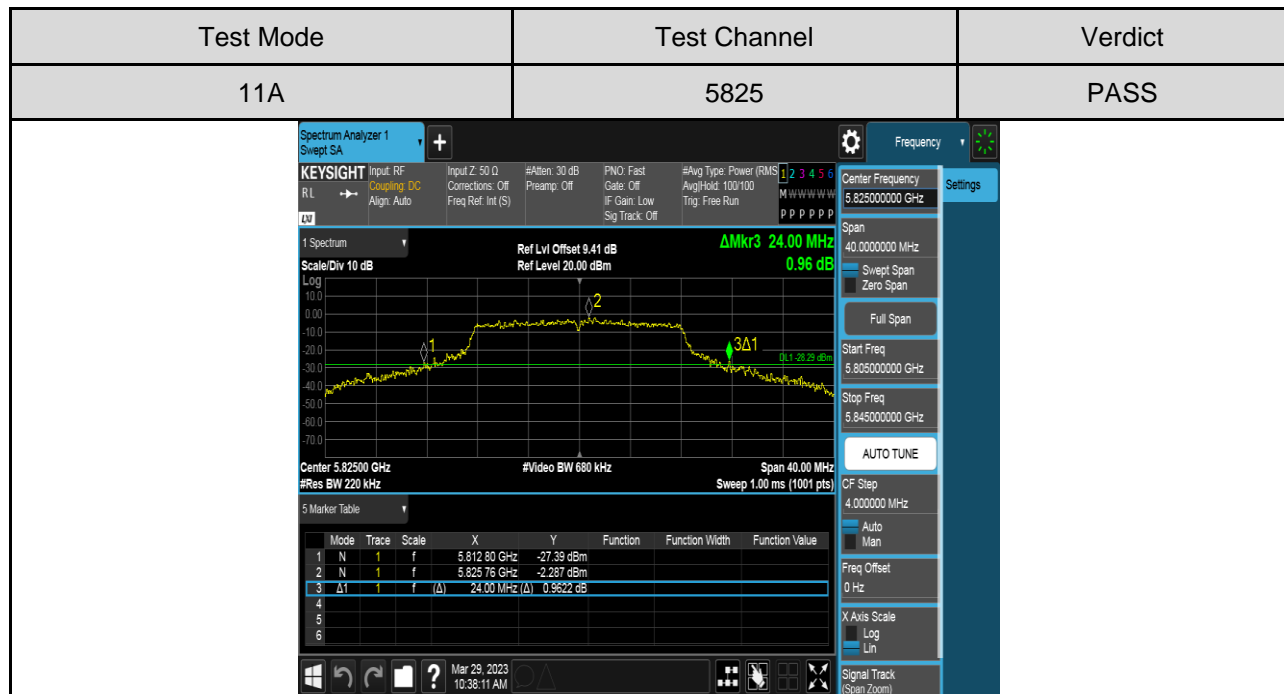 Test Mode Test Channel Verdict
11A 5825 PASS
Spectrum Analyzer 1
Swept SA
+
Frequency
KEYSIGHT Input: RF Input Z: 50 Ω #Atten: 30 dB PNO: Fast #Avg Type: Power (RMS 1 2 3 4 5 6
RL Coupling: DC Corrections: Off Preamp: Off Gate: Off Avg|Hold: 100/100 M W W W W W
Align: Auto Freq Ref: Int (S) IF Gain: Low Trig: Free Run
LXI Sig Track: Off P P P P P P
1 Spectrum
Ref Lvl Offset 9.41 dB ΔMkr3 24.00 MHz
Scale/Div 10 dB Ref Level 20.00 dBm 0.96 dB
Log
10.0
0.00
-10.0
-20.0
-30.0
-40.0
-50.0
-60.0
-70.0
2
1
3Δ1
DL1 -28.29 dBm
Center 5.82500 GHz #Video BW 680 kHz Span 40.00 MHz
#Res BW 220 kHz Sweep 1.00 ms (1001 pts)
5 Marker Table
Mode Trace Scale X Y Function Function Width Function Value
1 N 1 f 5.812 80 GHz -27.39 dBm
2 N 1 f 5.825 76 GHz -2.287 dBm
3 Δ1 1 f (Δ) 24.00 MHz (Δ) 0.9622 dB
4
5
6
?
Mar 29, 2023
10:38:11 AM
Center Frequency
5.825000000 GHz
Settings
Span
40.0000000 MHz
Swept Span
Zero Span
Full Span
Start Freq
5.805000000 GHz
Stop Freq
5.845000000 GHz
AUTO TUNE
CF Step
4.000000 MHz
Auto
Man
Freq Offset
0 Hz
X Axis Scale
Log
Lin
Signal Track
(Span Zoom)